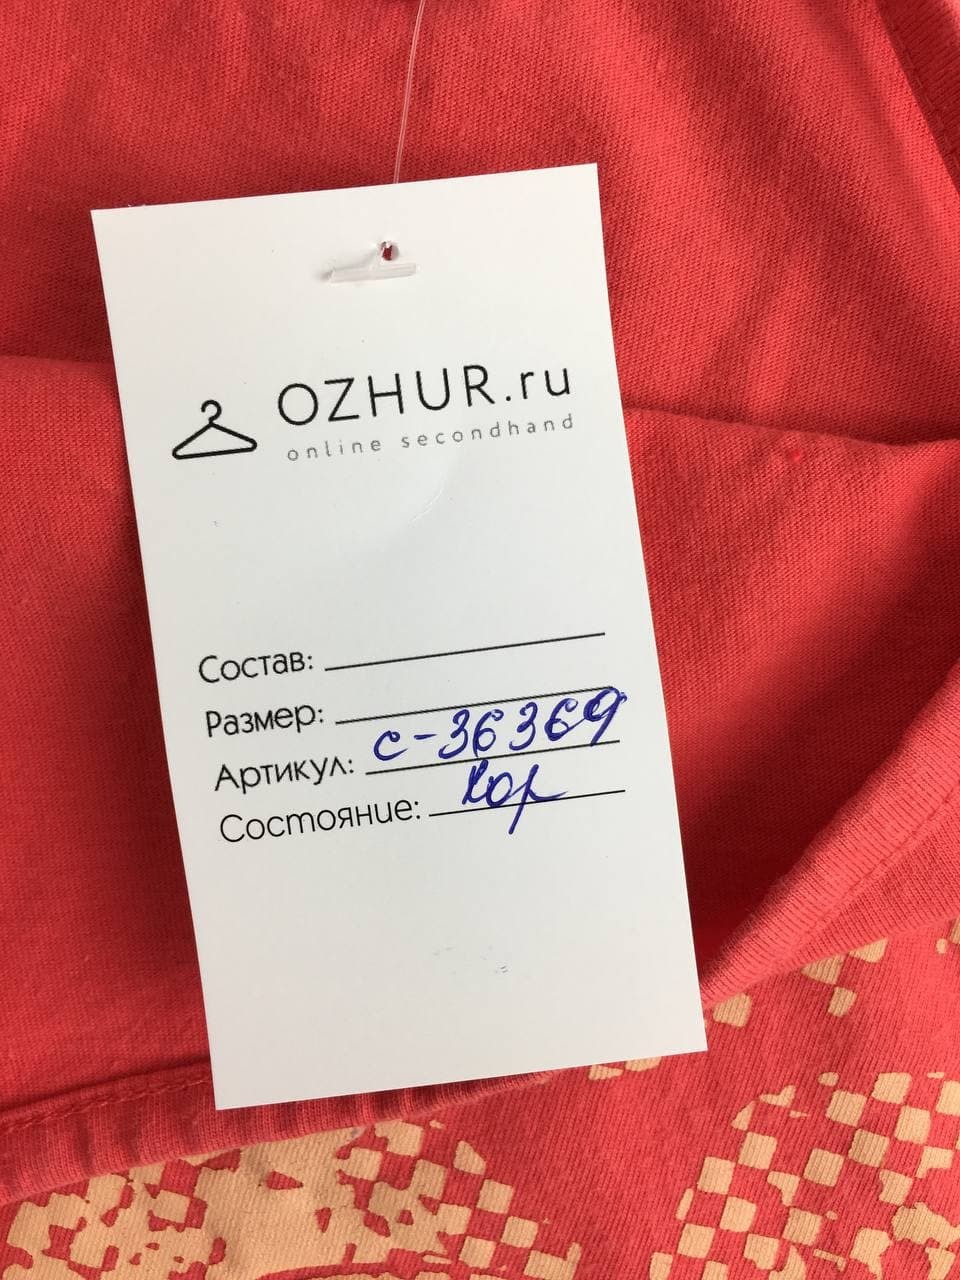 OZHUR.ru
online secondhand
Состав:
Размер:
Артикул: с-36369
Состояние: хор